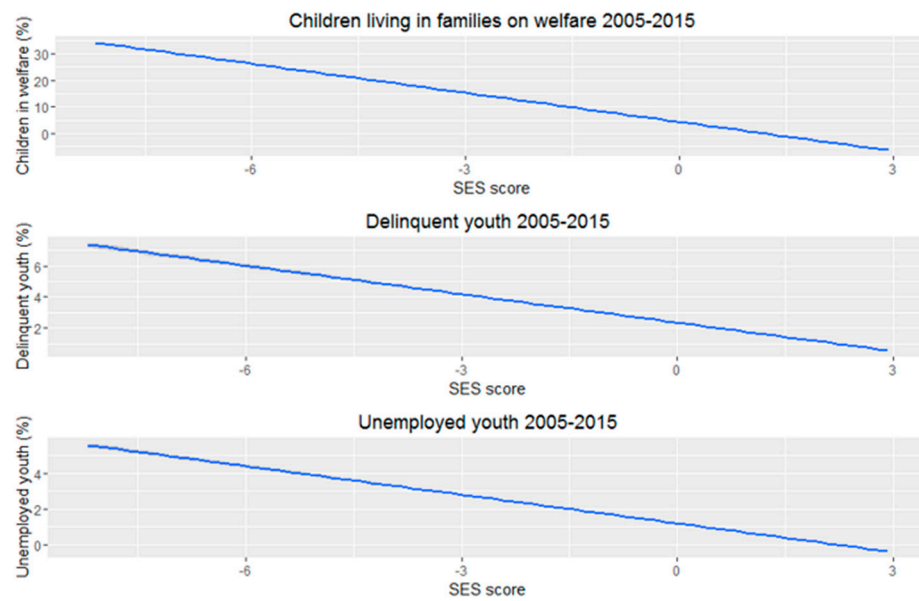 Children living in families on welfare 2005-2015
Children in welfare (%)
30
20
10
0
-6 -3 0 3
SES score
Delinquent youth 2005-2015
Delinquent youth (%)
6
4
2
-6 -3 0 3
SES score
Unemployed youth 2005-2015
Unemployed youth (%)
4
2
0
-6 -3 0 3
SES score